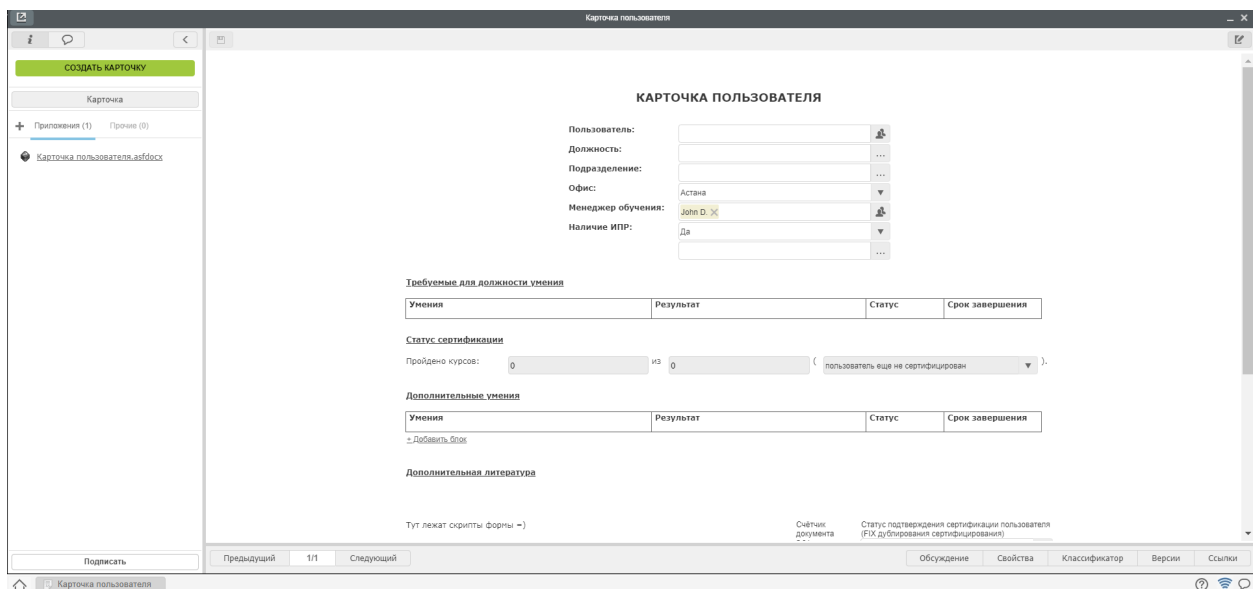 Карточка пользователя
СОЗДАТЬ КАРТОЧКУ
Карточка
Приложения (1) Прочие (0)
Карточка пользователя.asfdocx
КАРТОЧКА ПОЛЬЗОВАТЕЛЯ
Пользователь:
Должность:
...
Подразделение:
...
Офис: Астана
Менеджер обучения: John D.
Наличие ИПР: Да
...
Требуемые для должности умения
Умения Результат Статус Срок завершения
Статус сертификации
Пройдено курсов: 0 из 0 ( пользователь еще не сертифицирован ).
Дополнительные умения
Умения Результат Статус Срок завершения
+ Добавить блок
Дополнительная литература
Тут лежат скрипты формы =)
Счётчик Статус подтверждения сертификации пользователя
документа (FIX дублирования сертифицирования)
Подписать
Предыдущий 1/1 Следующий Обсуждение Свойства Классификатор Версии Ссылки
Карточка пользователя